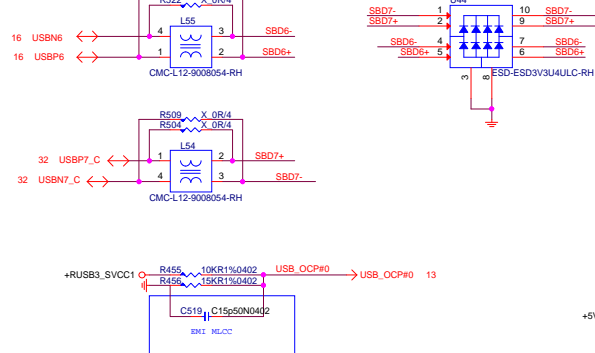 R322 X_0R/4
U44
L55
16 USBN6 4 3 SBD6-
16 USBP6 1 2 SBD6+
CMC-L12-9008054-RH
SBD7- 1 10 SBD7-
SBD7+ 2 9 SBD7+
SBD6- 4 7 SBD6-
SBD6+ 5 6 SBD6+
ESD-ESD3V3U4ULC-RH
3 8
R509 X_0R/4
R504 X_0R/4
L54
32 USBP7_C 1 2 SBD7+
32 USBN7_C 4 3 SBD7-
CMC-L12-9008054-RH
+RUSB3_SVCC1 R455 10KR1%0402 USB_OCP#0 USB_OCP#0 13
R456 15KR1%0402
C519 C15p50N0402
EMI MLCC
+5V